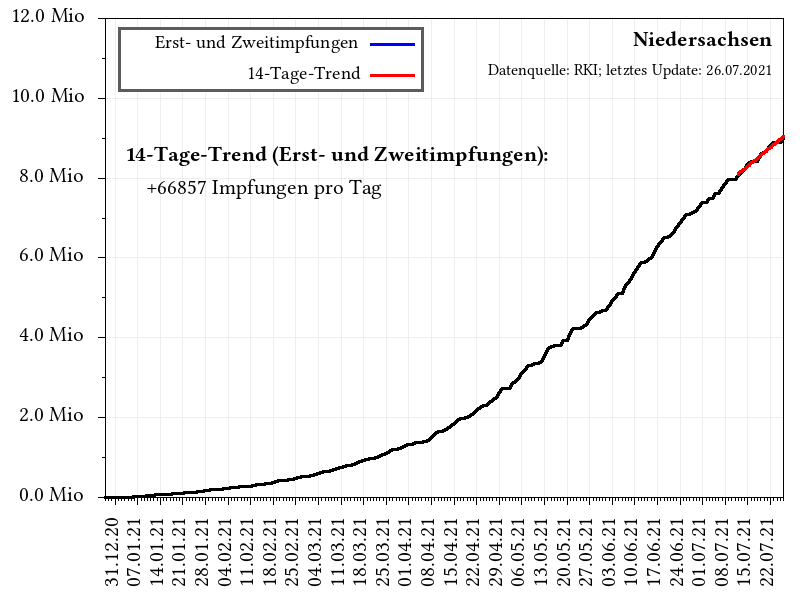 12.0 Mio
10.0 Mio
8.0 Mio
6.0 Mio
4.0 Mio
2.0 Mio
0.0 Mio
Erst- und Zweitimpfungen
14-Tage-Trend
Niedersachsen
Datenquelle: RKI; letztes Update: 26.07.2021
14-Tage-Trend (Erst- und Zweitimpfungen):
+66857 Impfungen pro Tag
31.12.20
07.01.21
14.01.21
21.01.21
28.01.21
04.02.21
11.02.21
18.02.21
25.02.21
04.03.21
11.03.21
18.03.21
25.03.21
01.04.21
08.04.21
15.04.21
22.04.21
29.04.21
06.05.21
13.05.21
20.05.21
27.05.21
03.06.21
10.06.21
17.06.21
24.06.21
01.07.21
08.07.21
15.07.21
22.07.21